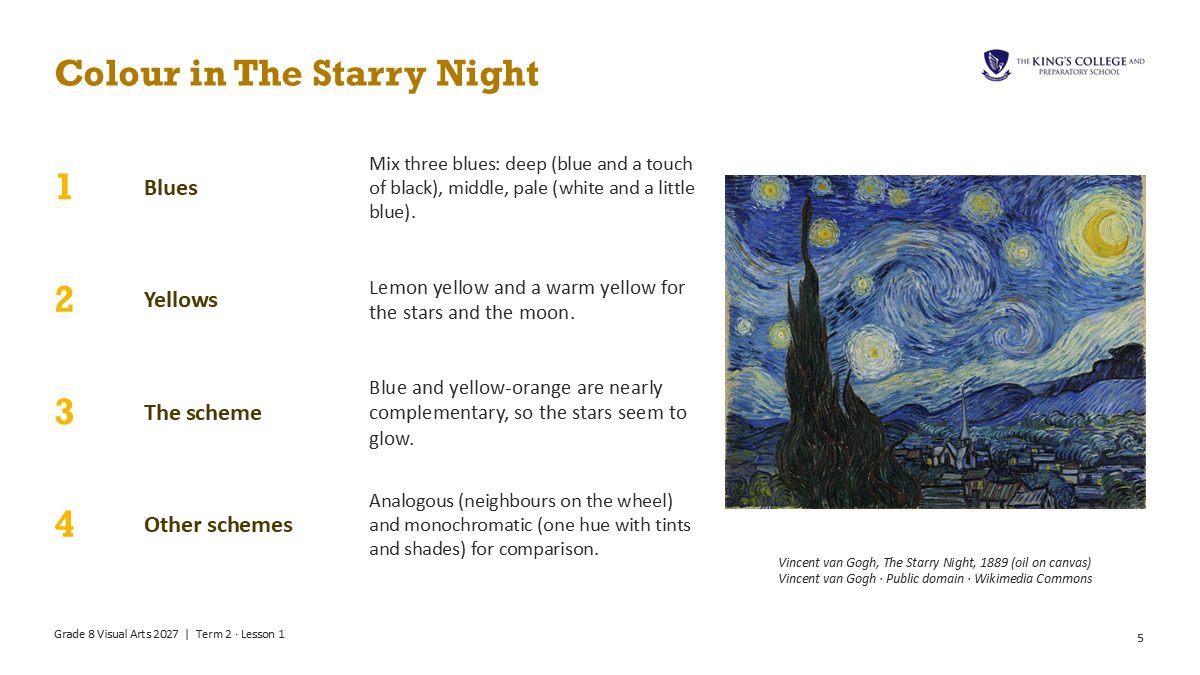 Colour in The Starry Night
THE KING'S COLLEGE AND
PREPARATORY SCHOOL
1
Blues
Mix three blues: deep (blue and a touch
of black), middle, pale (white and a little
blue).
2
Yellows
Lemon yellow and a warm yellow for
the stars and the moon.
3
The scheme
Blue and yellow-orange are nearly
complementary, so the stars seem to
glow.
4
Other schemes
Analogous (neighbours on the wheel)
and monochromatic (one hue with tints
and shades) for comparison.
Vincent van Gogh, The Starry Night, 1889 (oil on canvas)
Vincent van Gogh · Public domain · Wikimedia Commons
Grade 8 Visual Arts 2027 | Term 2 · Lesson 1
5